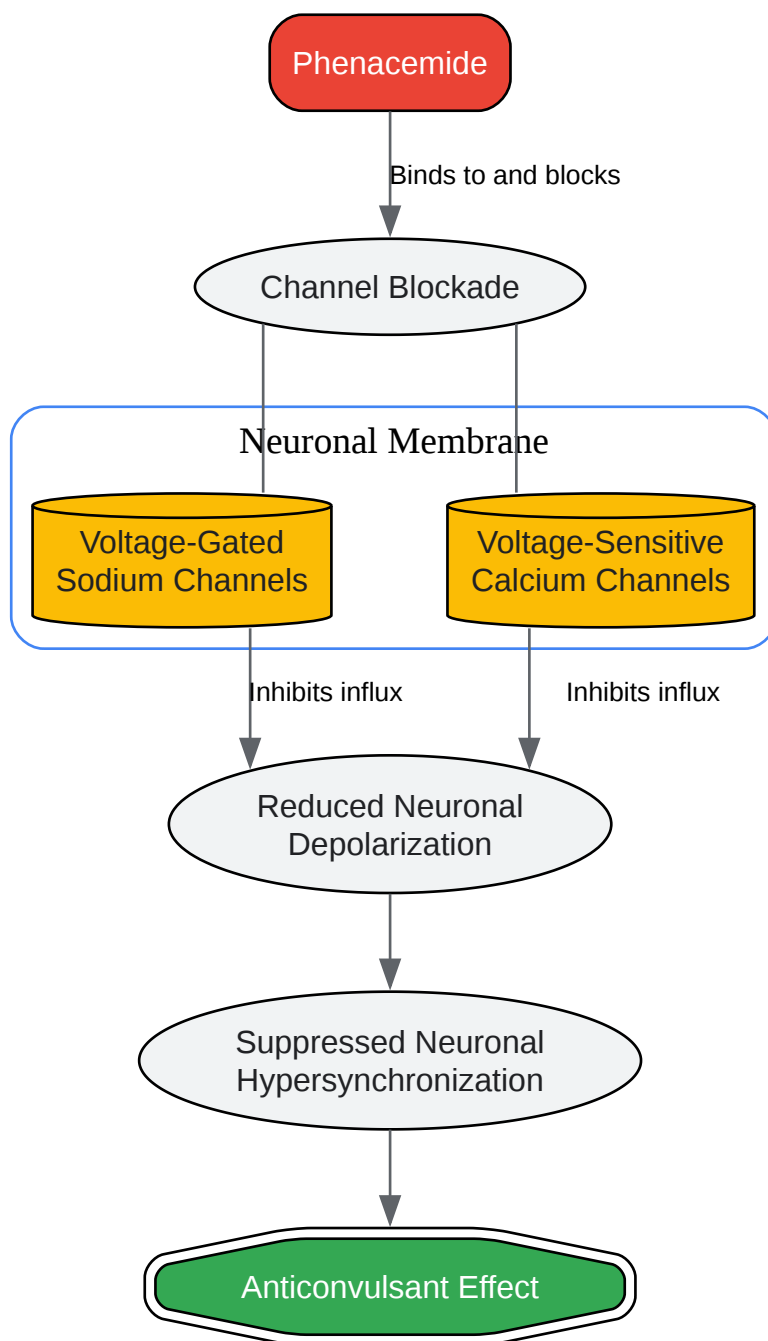 Phenacemide
Binds to and blocks
Channel Blockade
Neuronal Membrane
Voltage-Gated
Sodium Channels
Voltage-Sensitive
Calcium Channels
Inhibits influx
Inhibits influx
Reduced Neuronal
Depolarization
Suppressed Neuronal
Hypersynchronization
Anticonvulsant Effect